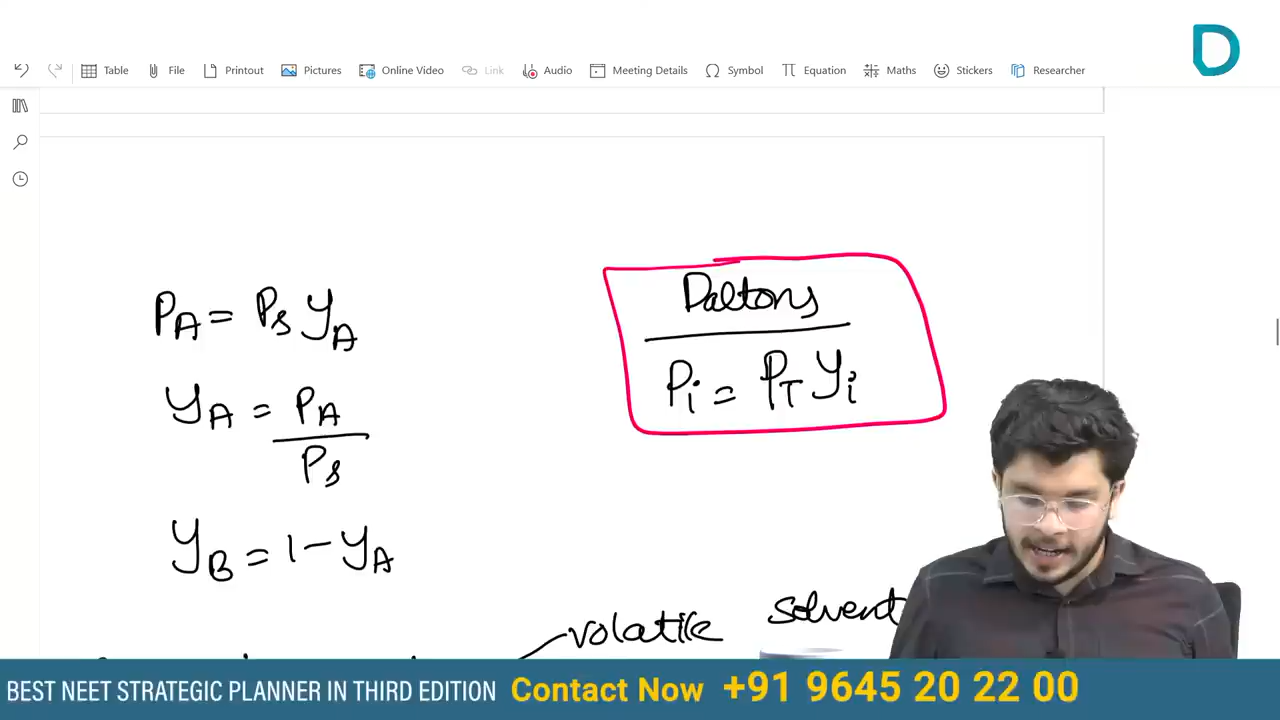 D
Table File Printout Pictures Online Video Link Audio Meeting Details Symbol Equation Maths Stickers Researcher
PA = Ps yA
yA = PA / Ps
yB = 1 - yA
Daltons
Pi = PT yi
volatile solvent
BEST NEET STRATEGIC PLANNER IN THIRD EDITION Contact Now +91 9645 20 22 00